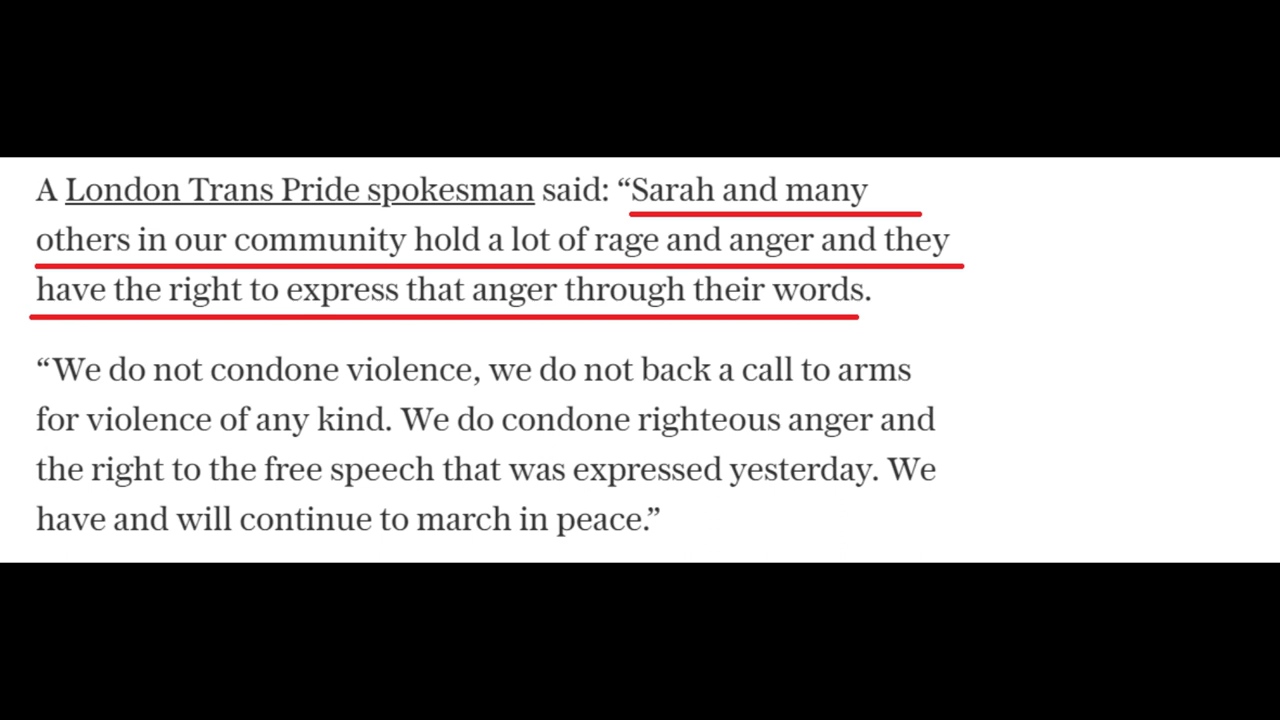 A London Trans Pride spokesman said: “Sarah and many
others in our community hold a lot of rage and anger and they
have the right to express that anger through their words.
“We do not condone violence, we do not back a call to arms
for violence of any kind. We do condone righteous anger and
the right to the free speech that was expressed yesterday. We
have and will continue to march in peace.”